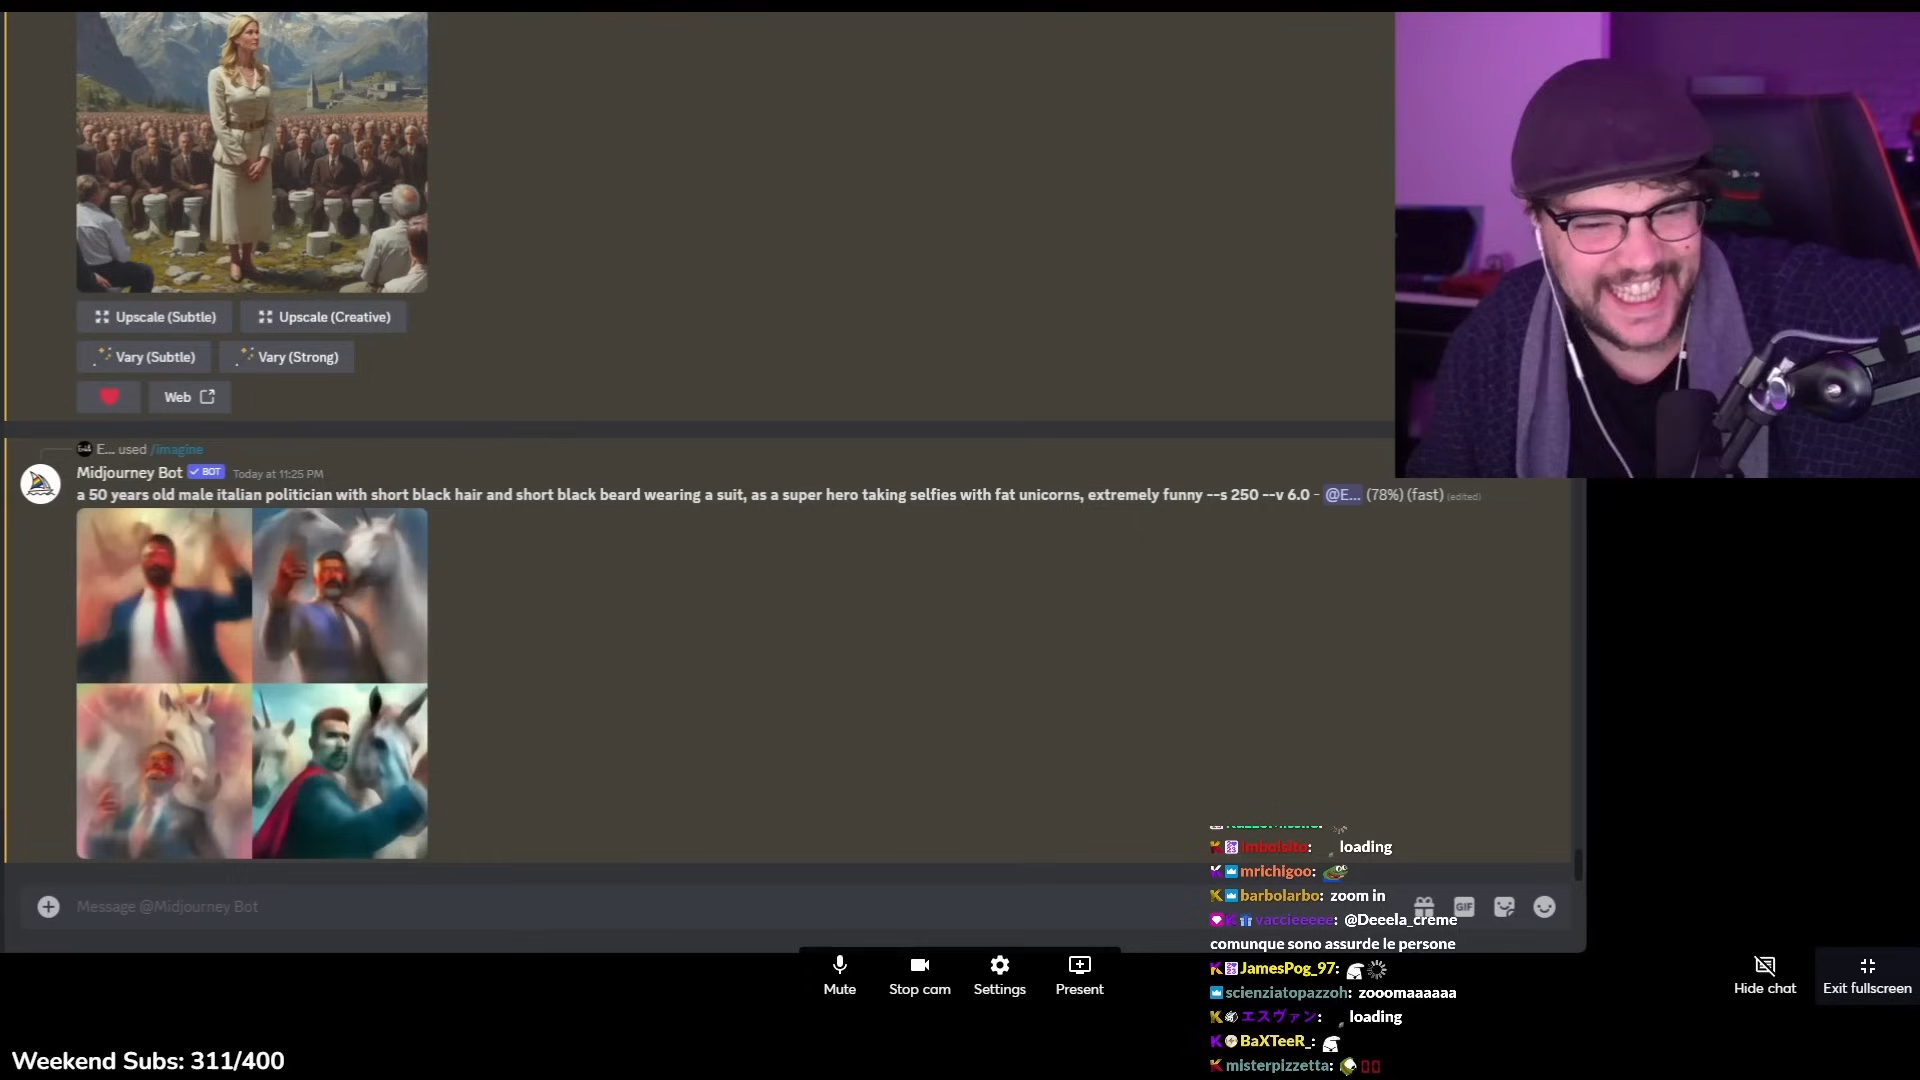 Upscale (Subtle) Upscale (Creative)
Vary (Subtle) Vary (Strong)
Web
E... used /imagine
Midjourney Bot BOT Today at 11:25 PM
a 50 years old male italian politician with short black hair and short black beard wearing a suit, as a super hero taking selfies with fat unicorns, extremely funny --s 250 --v 6.0 - @E... (78%) (fast) (edited)
Message @Midjourney Bot
GIF
loading
mrichigoo:
barbolarbo: zoom in
vaccieeeee: @Deeela_creme
comunque sono assurde le persone
JamesPog_97:
scienziatopazzoh: zooomaaaaaa
エスヴァン: loading
BaXTeeR_:
misterpizzetta:
Mute Stop cam Settings Present
Hide chat Exit fullscreen
Weekend Subs: 311/400